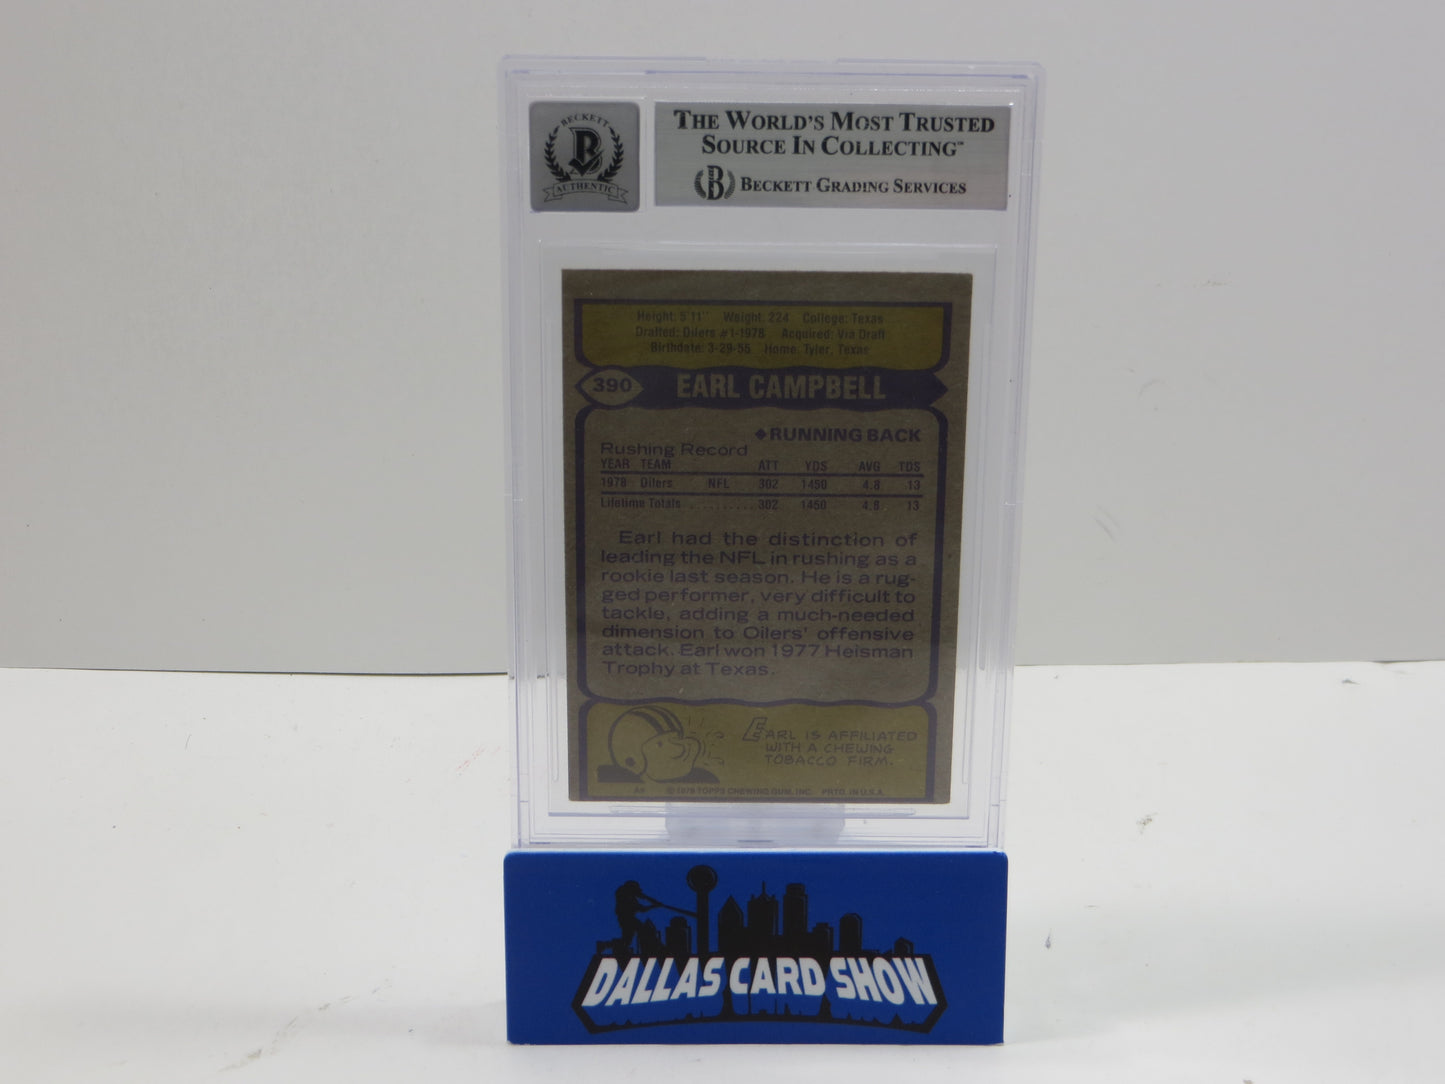 BECKETT
B
AUTHENTIC
THE WORLD'S MOST TRUSTED
SOURCE IN COLLECTING™
B BECKETT GRADING SERVICES
Height: 5'11" Weight: 224 College: Texas
Drafted: Oilers #1-1978 Acquired: Via Draft
Birthdate: 3-29-55 Home: Tyler, Texas
390 EARL CAMPBELL
◆RUNNING BACK
Rushing Record
YEAR TEAM ATT YDS AVG TDS
1978 Oilers NFL 302 1450 4.8 13
Lifetime Totals .......... 302 1450 4.8 13
Earl had the distinction of
leading the NFL in rushing as a
rookie last season. He is a rug-
ged performer, very difficult to
tackle, adding a much-needed
dimension to Oilers' offensive
attack. Earl won 1977 Heisman
Trophy at Texas.
EARL IS AFFILIATED
WITH A CHEWING
TOBACCO FIRM.
© 1979 TOPPS CHEWING GUM, INC. PRTD. IN U.S.A.
DALLAS CARD SHOW